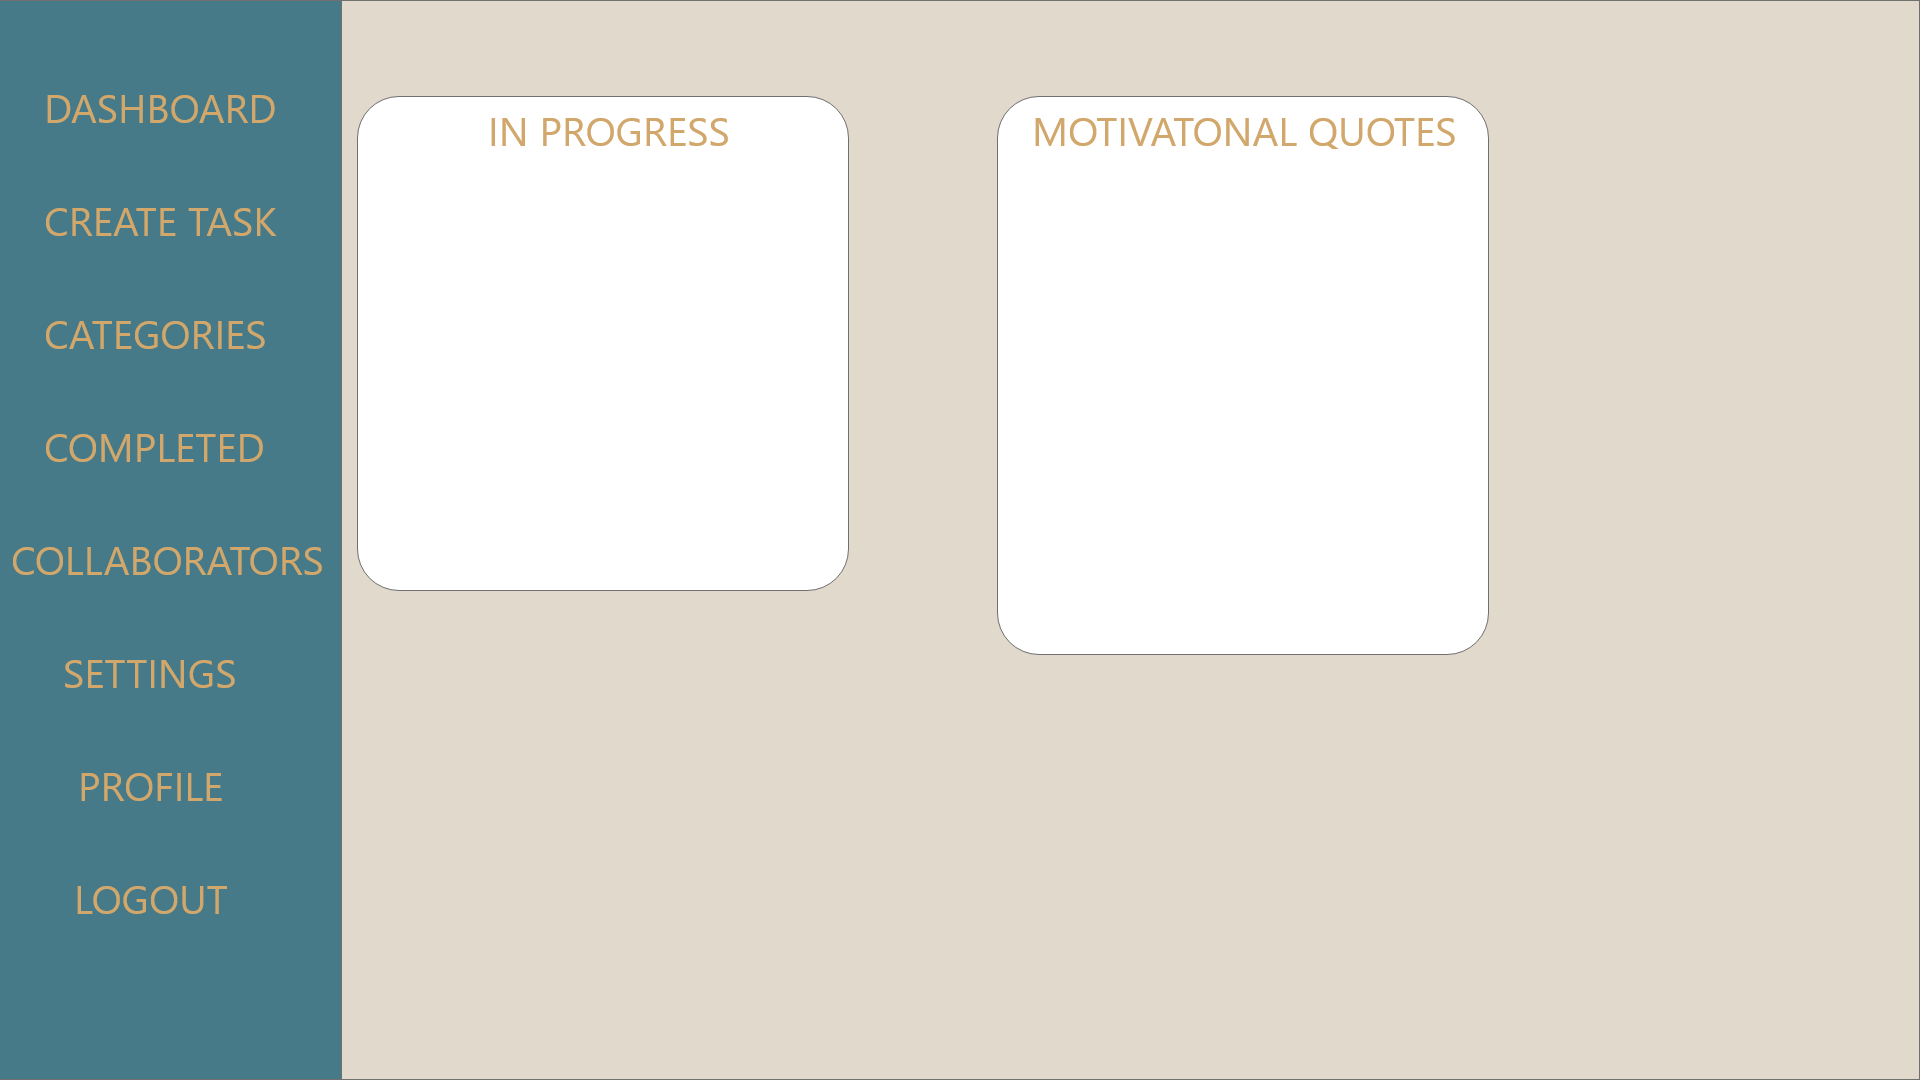 DASHBOARD
CREATE TASK
CATEGORIES
COMPLETED
COLLABORATORS
SETTINGS
PROFILE
LOGOUT
IN PROGRESS
MOTIVATONAL QUOTES